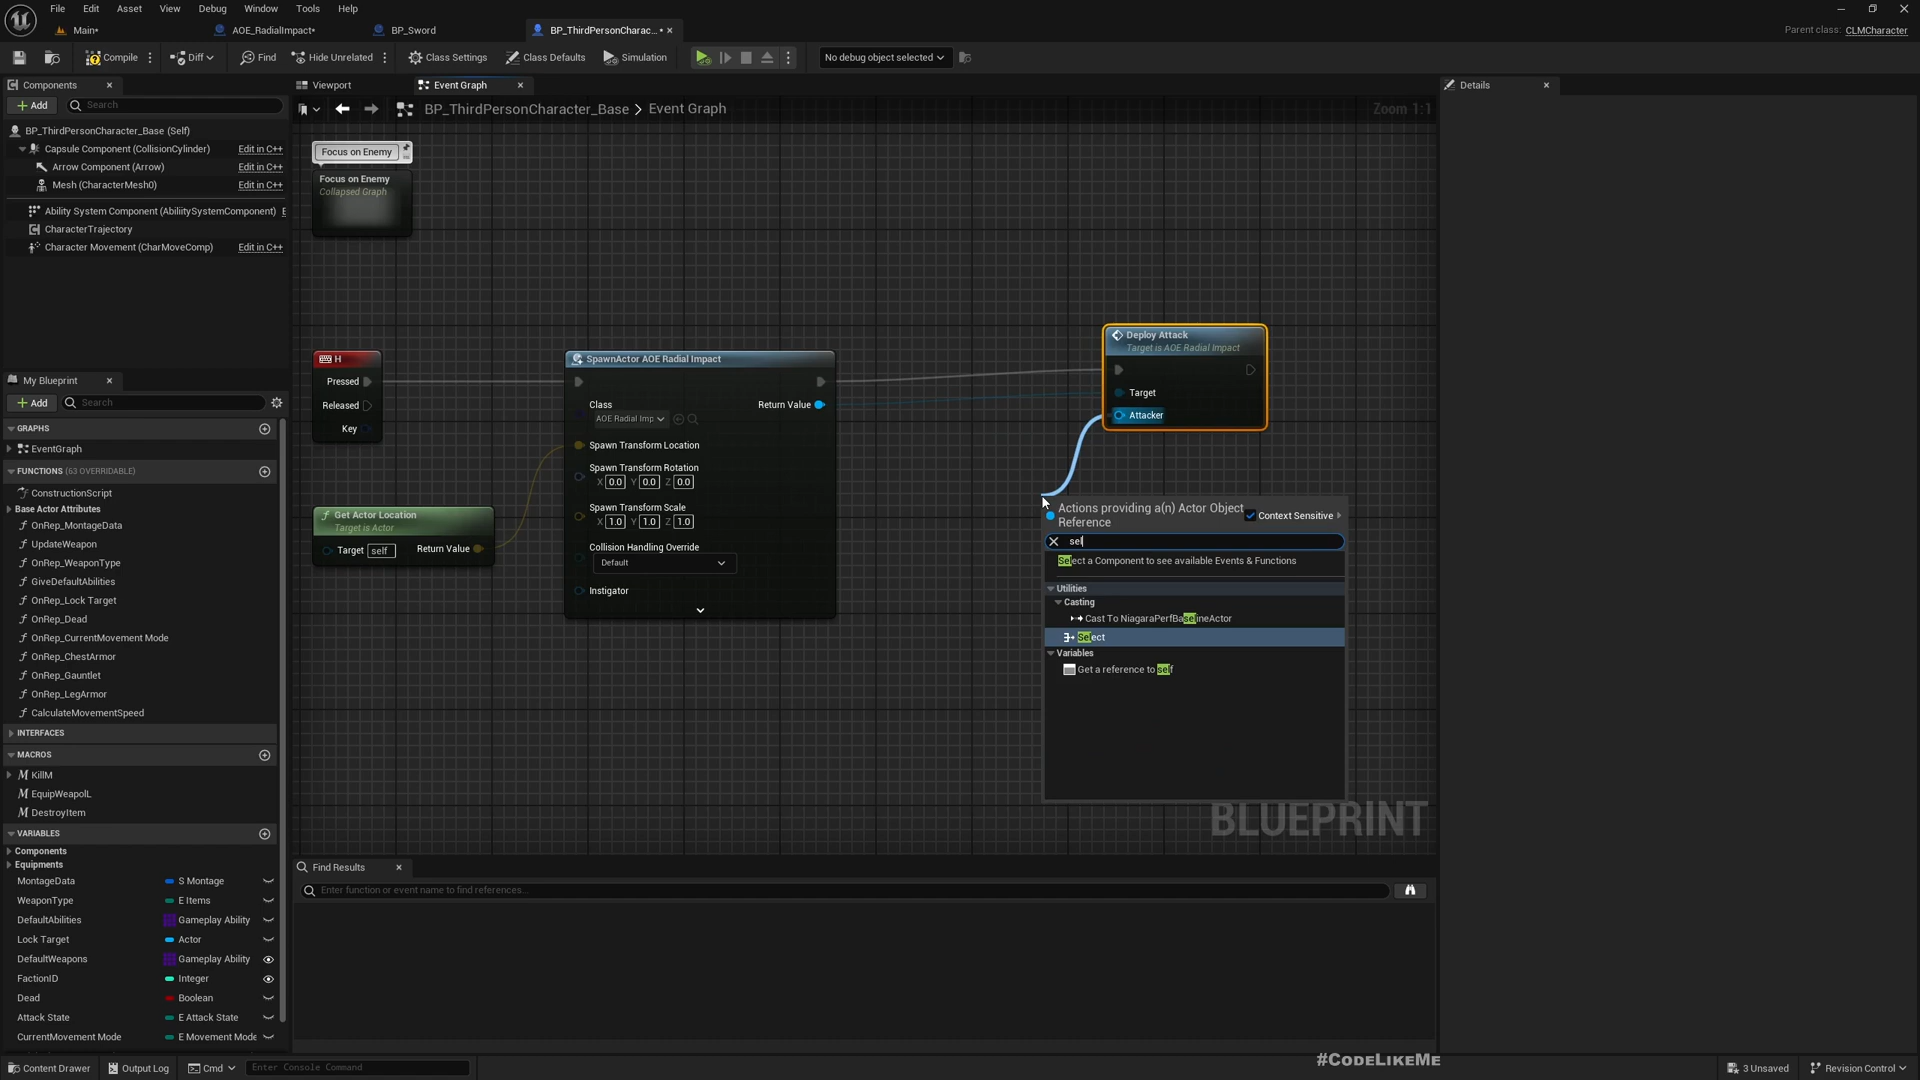 File Edit Asset View Debug Window Tools Help
Main•
AOE_RadialImpact•
BP_Sword
BP_ThirdPersonCharac...•
Parent class: CLMCharacter
Compile
Diff
Find
Hide Unrelated
Class Settings
Class Defaults
Simulation
No debug object selected
Components
Add
Search
BP_ThirdPersonCharacter_Base (Self)
Capsule Component (CollisionCylinder) Edit in C++
Arrow Component (Arrow) Edit in C++
Mesh (CharacterMesh0) Edit in C++
Ability System Component (AbiliitySystemComponent) E
CharacterTrajectory
Character Movement (CharMoveComp) Edit in C++
My Blueprint
Add
Search
GRAPHS
EventGraph
FUNCTIONS (63 OVERRIDABLE)
ConstructionScript
Base Actor Attributes
OnRep_MontageData
UpdateWeapon
OnRep_WeaponType
GiveDefaultAbilities
OnRep_Lock Target
OnRep_Dead
OnRep_CurrentMovement Mode
OnRep_ChestArmor
OnRep_Gauntlet
OnRep_LegArmor
CalculateMovementSpeed
INTERFACES
MACROS
KillM
EquipWeapolL
DestroyItem
VARIABLES
Components
Equipments
MontageData S Montage
WeaponType E Items
DefaultAbilities Gameplay Ability
Lock Target Actor
DefaultWeapons Gameplay Ability
FactionID Integer
Dead Boolean
Attack State E Attack State
CurrentMovement Mode E Movement Mode
Viewport
Event Graph
BP_ThirdPersonCharacter_Base > Event Graph
Zoom 1:1
Focus on Enemy
Focus on Enemy
Collapsed Graph
H
Pressed
Released
Key
Get Actor Location
Target is Actor
Target self Return Value
SpawnActor AOE Radial Impact
Class
AOE Radial Imp
Return Value
Spawn Transform Location
Spawn Transform Rotation
X 0.0 Y 0.0 Z 0.0
Spawn Transform Scale
X 1.0 Y 1.0 Z 1.0
Collision Handling Override
Default
Instigator
Deploy Attack
Target is AOE Radial Impact
Target
Attacker
Actions providing a(n) Actor Object
Reference
Context Sensitive
sel
Select a Component to see available Events & Functions
Utilities
Casting
Cast To NiagaraPerfBaselineActor
Select
Variables
Get a reference to self
BLUEPRINT
Details
Find Results
Enter function or event name to find references...
#CodeLikeMe
Content Drawer
Output Log
Cmd
Enter Console Command
3 Unsaved
Revision Control